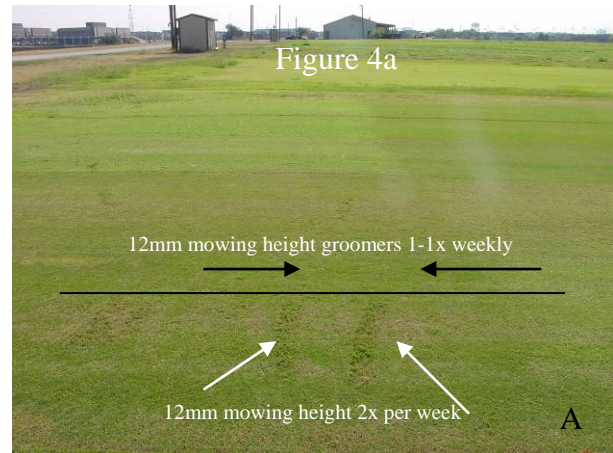 Figure 4a
12mm mowing height groomers 1-1x weekly
12mm mowing height 2x per week
A